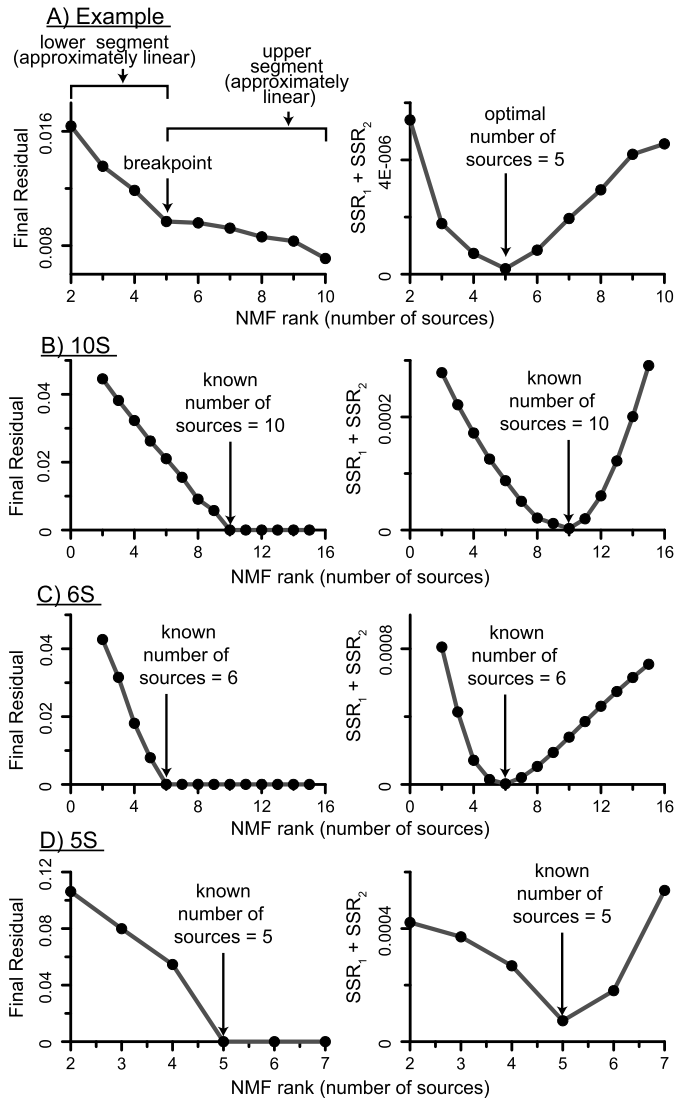 A) Example
lower segment
(approximately linear)
upper
segment
(approximately
linear)
breakpoint
Final Residual
0.016
0.008
2 4 6 8 10
optimal
number of
sources = 5
SSR1 + SSR2
4E-006
0
2 4 6 8 10
NMF rank (number of sources)
B) 10S
known
number of
sources = 10
Final Residual
0.04
0.02
0
0 4 8 12 16
known
number of
sources = 10
SSR1 + SSR2
0.0002
0
0 4 8 12 16
NMF rank (number of sources)
C) 6S
known
number of
sources = 6
Final Residual
0.04
0.02
0
0 4 8 12 16
known
number of
sources = 6
SSR1 + SSR2
0.0008
0
0 4 8 12 16
NMF rank (number of sources)
D) 5S
known
number of
sources = 5
Final Residual
0.12
0.08
0.04
0
2 3 4 5 6 7
known
number of
sources = 5
SSR1 + SSR2
0.0004
0
2 3 4 5 6 7
NMF rank (number of sources)